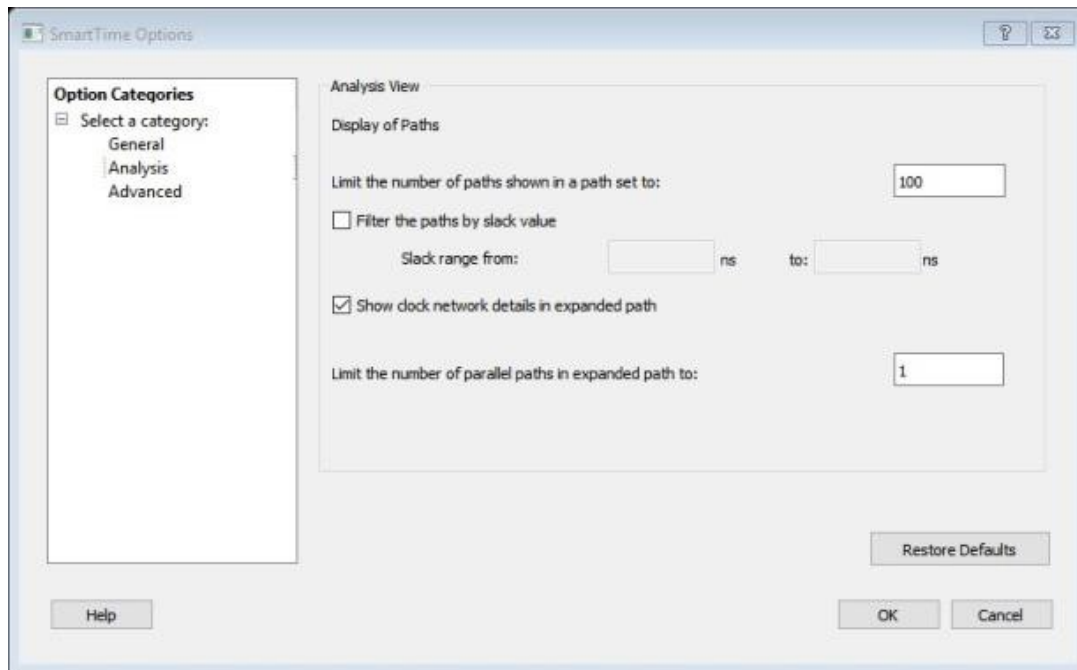 SmartTime Options
Option Categories
Select a category:
General
Analysis
Advanced
Analysis View
Display of Paths
Limit the number of paths shown in a path set to: 100
Filter the paths by slack value
Slack range from: ns to: ns
Show clock network details in expanded path
Limit the number of parallel paths in expanded path to: 1
Restore Defaults
Help OK Cancel